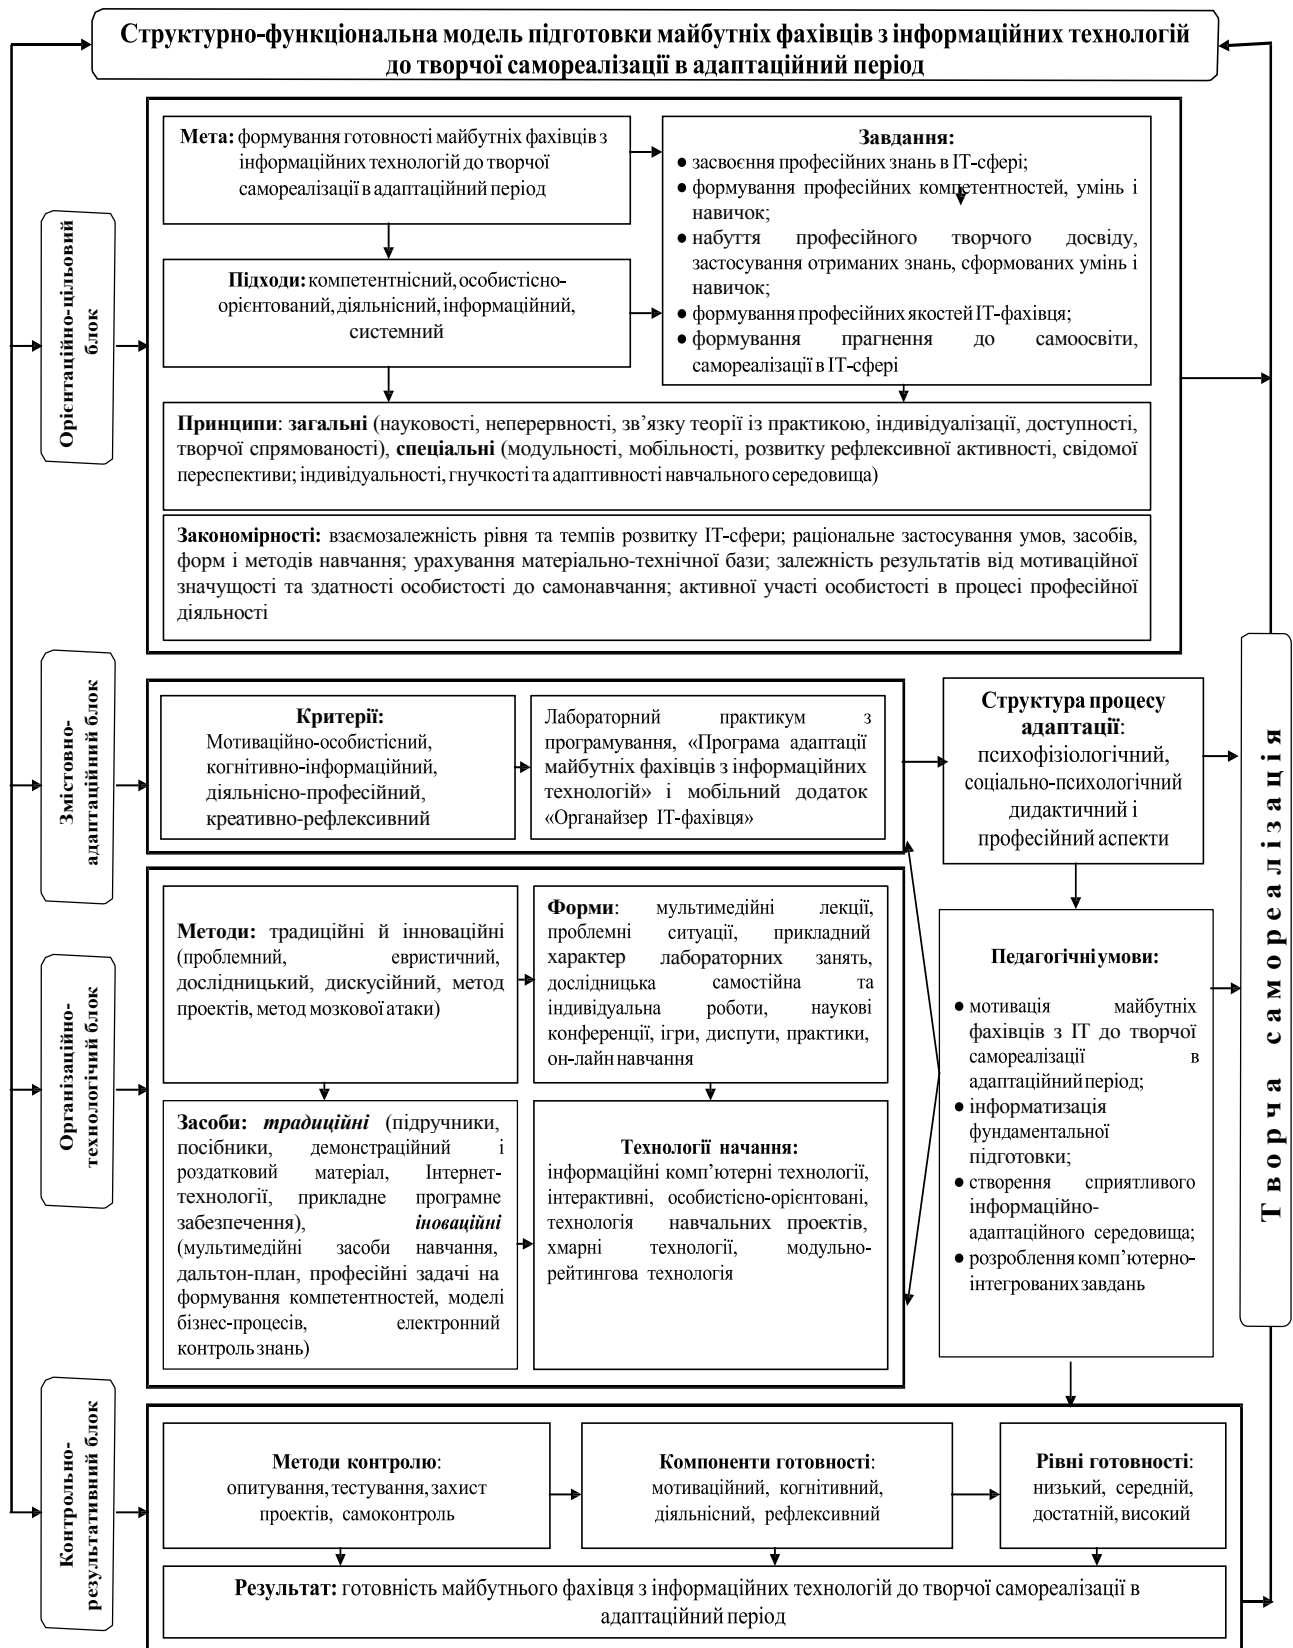 Структурно-функціональна модель підготовки майбутніх фахівців з інформаційних технологій
до творчої самореалізації в адаптаційний період
Орієнтаційно-цільовий
блок
Мета: формування готовності майбутніх фахівців з
інформаційних технологій до творчої
самореалізації в адаптаційний період
Підходи: компетентнісний, особистісно-
орієнтований, діяльнісний, інформаційний,
системний
Завдання:
● засвоєння професійних знань в ІТ-сфері;
● формування професійних компетентностей, умінь і
навичок;
● набуття професійного творчого досвіду,
застосування отриманих знань, сформованих умінь і
навичок;
● формування професійних якостей ІТ-фахівця;
● формування прагнення до самоосвіти,
самореалізації в ІТ-сфері
Принципи: загальні (науковості, неперервності, зв’язку теорії із практикою, індивідуалізації, доступності,
творчої спрямованості), спеціальні (модульності, мобільності, розвитку рефлексивної активності, свідомої
переспективи; індивідуальності, гнучкості та адаптивності навчального середовища)
Закономірності: взаємозалежність рівня та темпів розвитку ІТ-сфери; раціональне застосування умов, засобів,
форм і методів навчання; урахування матеріально-технічної бази; залежність результатів від мотиваційної
значущості та здатності особистості до самонавчання; активної участі особистості в процесі професійної
діяльності
Змістовно-
адаптаційний блок
Критерії:
Мотиваційно-особистісний,
когнітивно-інформаційний,
діяльнісно-професійний,
креативно-рефлексивний
Лабораторний практикум з
програмування, «Програма адаптації
майбутніх фахівців з інформаційних
технологій» і мобільний додаток
«Органайзер ІТ-фахівця»
Структура процесу
адаптації:
психофізіологічний,
соціально-психологічний
дидактичний і
професійний аспекти
Творча самореалізація
Організаційно-
технологічий блок
Методи: традиційні й інноваційні
(проблемний, евристичний,
дослідницький, дискусійний, метод
проектів, метод мозкової атаки)
Форми: мультимедійні лекції,
проблемні ситуації, прикладний
характер лабораторних занять,
дослідницька самостійна та
індивідуальна роботи, наукові
конференції, ігри, диспути, практики,
он-лайн навчання
Засоби: традиційні (підручники,
посібники, демонстраційний і
роздатковий матеріал, Інтернет-
технології, прикладне програмне
забезпечення), іноваційні
(мультимедійні засоби навчання,
дальтон-план, професійні задачі на
формування компетентностей, моделі
бізнес-процесів, електронний
контроль знань)
Технології начання:
інформаційні комп’ютерні технології,
інтерактивні, особистісно-орієнтовані,
технологія навчальних проектів,
хмарні технології, модульно-
рейтингова технологія
Педагогічні умови:
● мотивація майбутніх
фахівців з ІТ до творчої
самореалізації в
адаптаційний період;
● інформатизація
фундаментальної
підготовки;
● створення сприятливого
інформаційно-
адаптаційного середовища;
● розроблення комп’ютерно-
інтегрованих завдань
Контрольно-
результативний блок
Методи контролю:
опитування, тестування, захист
проектів, самоконтроль
Компоненти готовності:
мотиваційний, когнітивний,
діяльнісний, рефлексивний
Рівні готовності:
низький, середній,
достатній, високий
Результат: готовність майбутнього фахівця з інформаційних технологій до творчої самореалізації в
адаптаційний період